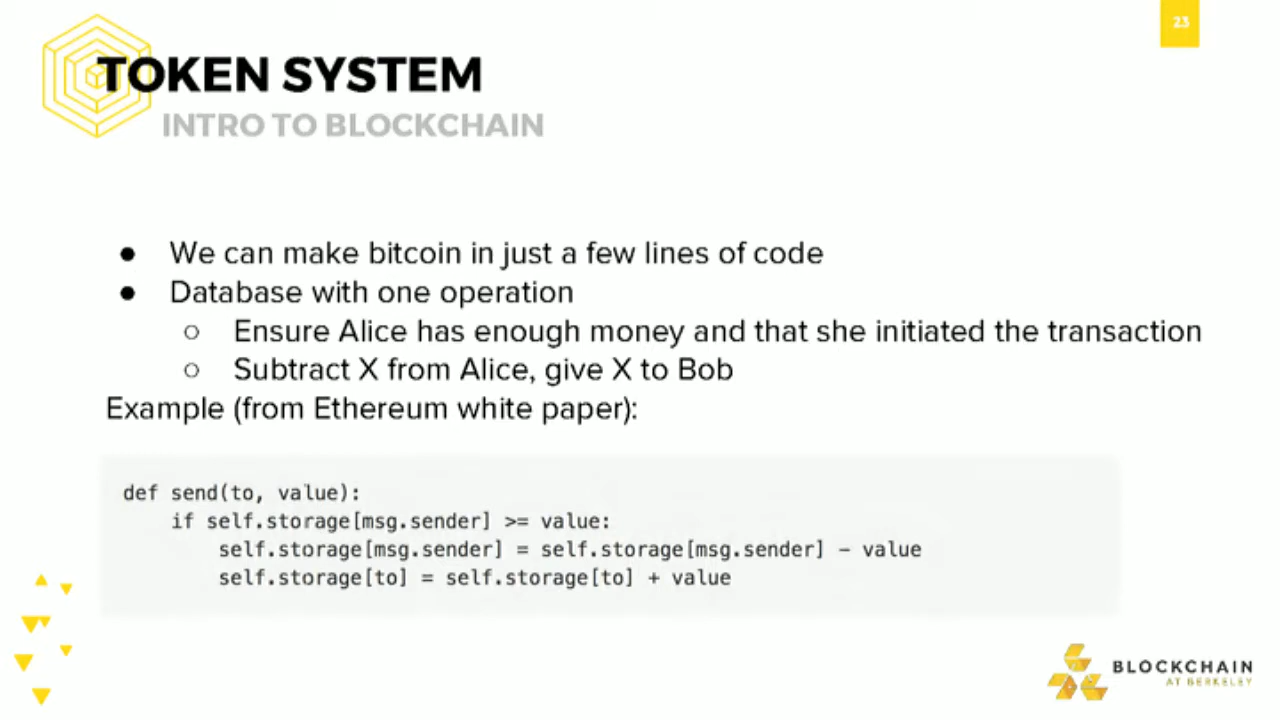 23
TOKEN SYSTEM
INTRO TO BLOCKCHAIN
● We can make bitcoin in just a few lines of code
● Database with one operation
○ Ensure Alice has enough money and that she initiated the transaction
○ Subtract X from Alice, give X to Bob
Example (from Ethereum white paper):
def send(to, value):
    if self.storage[msg.sender] >= value:
        self.storage[msg.sender] = self.storage[msg.sender] - value
        self.storage[to] = self.storage[to] + value
BLOCKCHAIN
AT BERKELEY